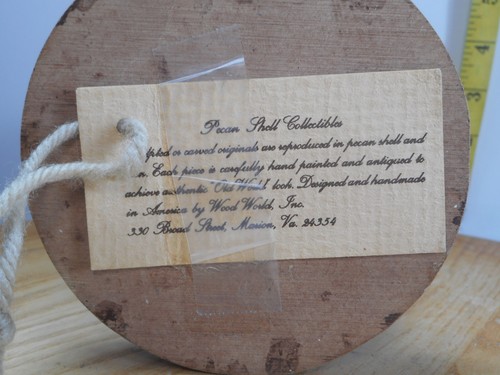 Pecan Shell Collectibles
lpted or carved originals are reproduced in pecan shell and
n. Each piece is carefully hand painted and antiqued to
achieve authentic "Old World" look. Designed and handmade
in America by Wood World, Inc.
330 Broad Street, Marion, Va. 24354